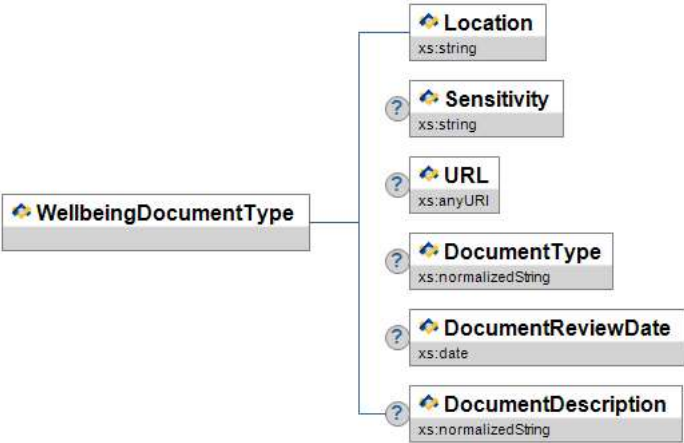 Location
xs:string
?
Sensitivity
xs:string
?
URL
xs:anyURI
WellbeingDocumentType
?
DocumentType
xs:normalizedString
?
DocumentReviewDate
xs:date
?
DocumentDescription
xs:normalizedString